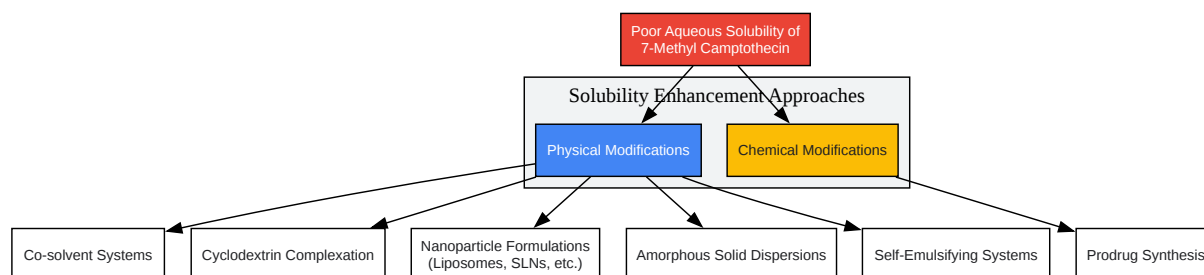 Poor Aqueous Solubility of
7-Methyl Camptothecin
Solubility Enhancement Approaches
Physical Modifications
Chemical Modifications
Co-solvent Systems
Cyclodextrin Complexation
Nanoparticle Formulations
(Liposomes, SLNs, etc.)
Amorphous Solid Dispersions
Self-Emulsifying Systems
Prodrug Synthesis